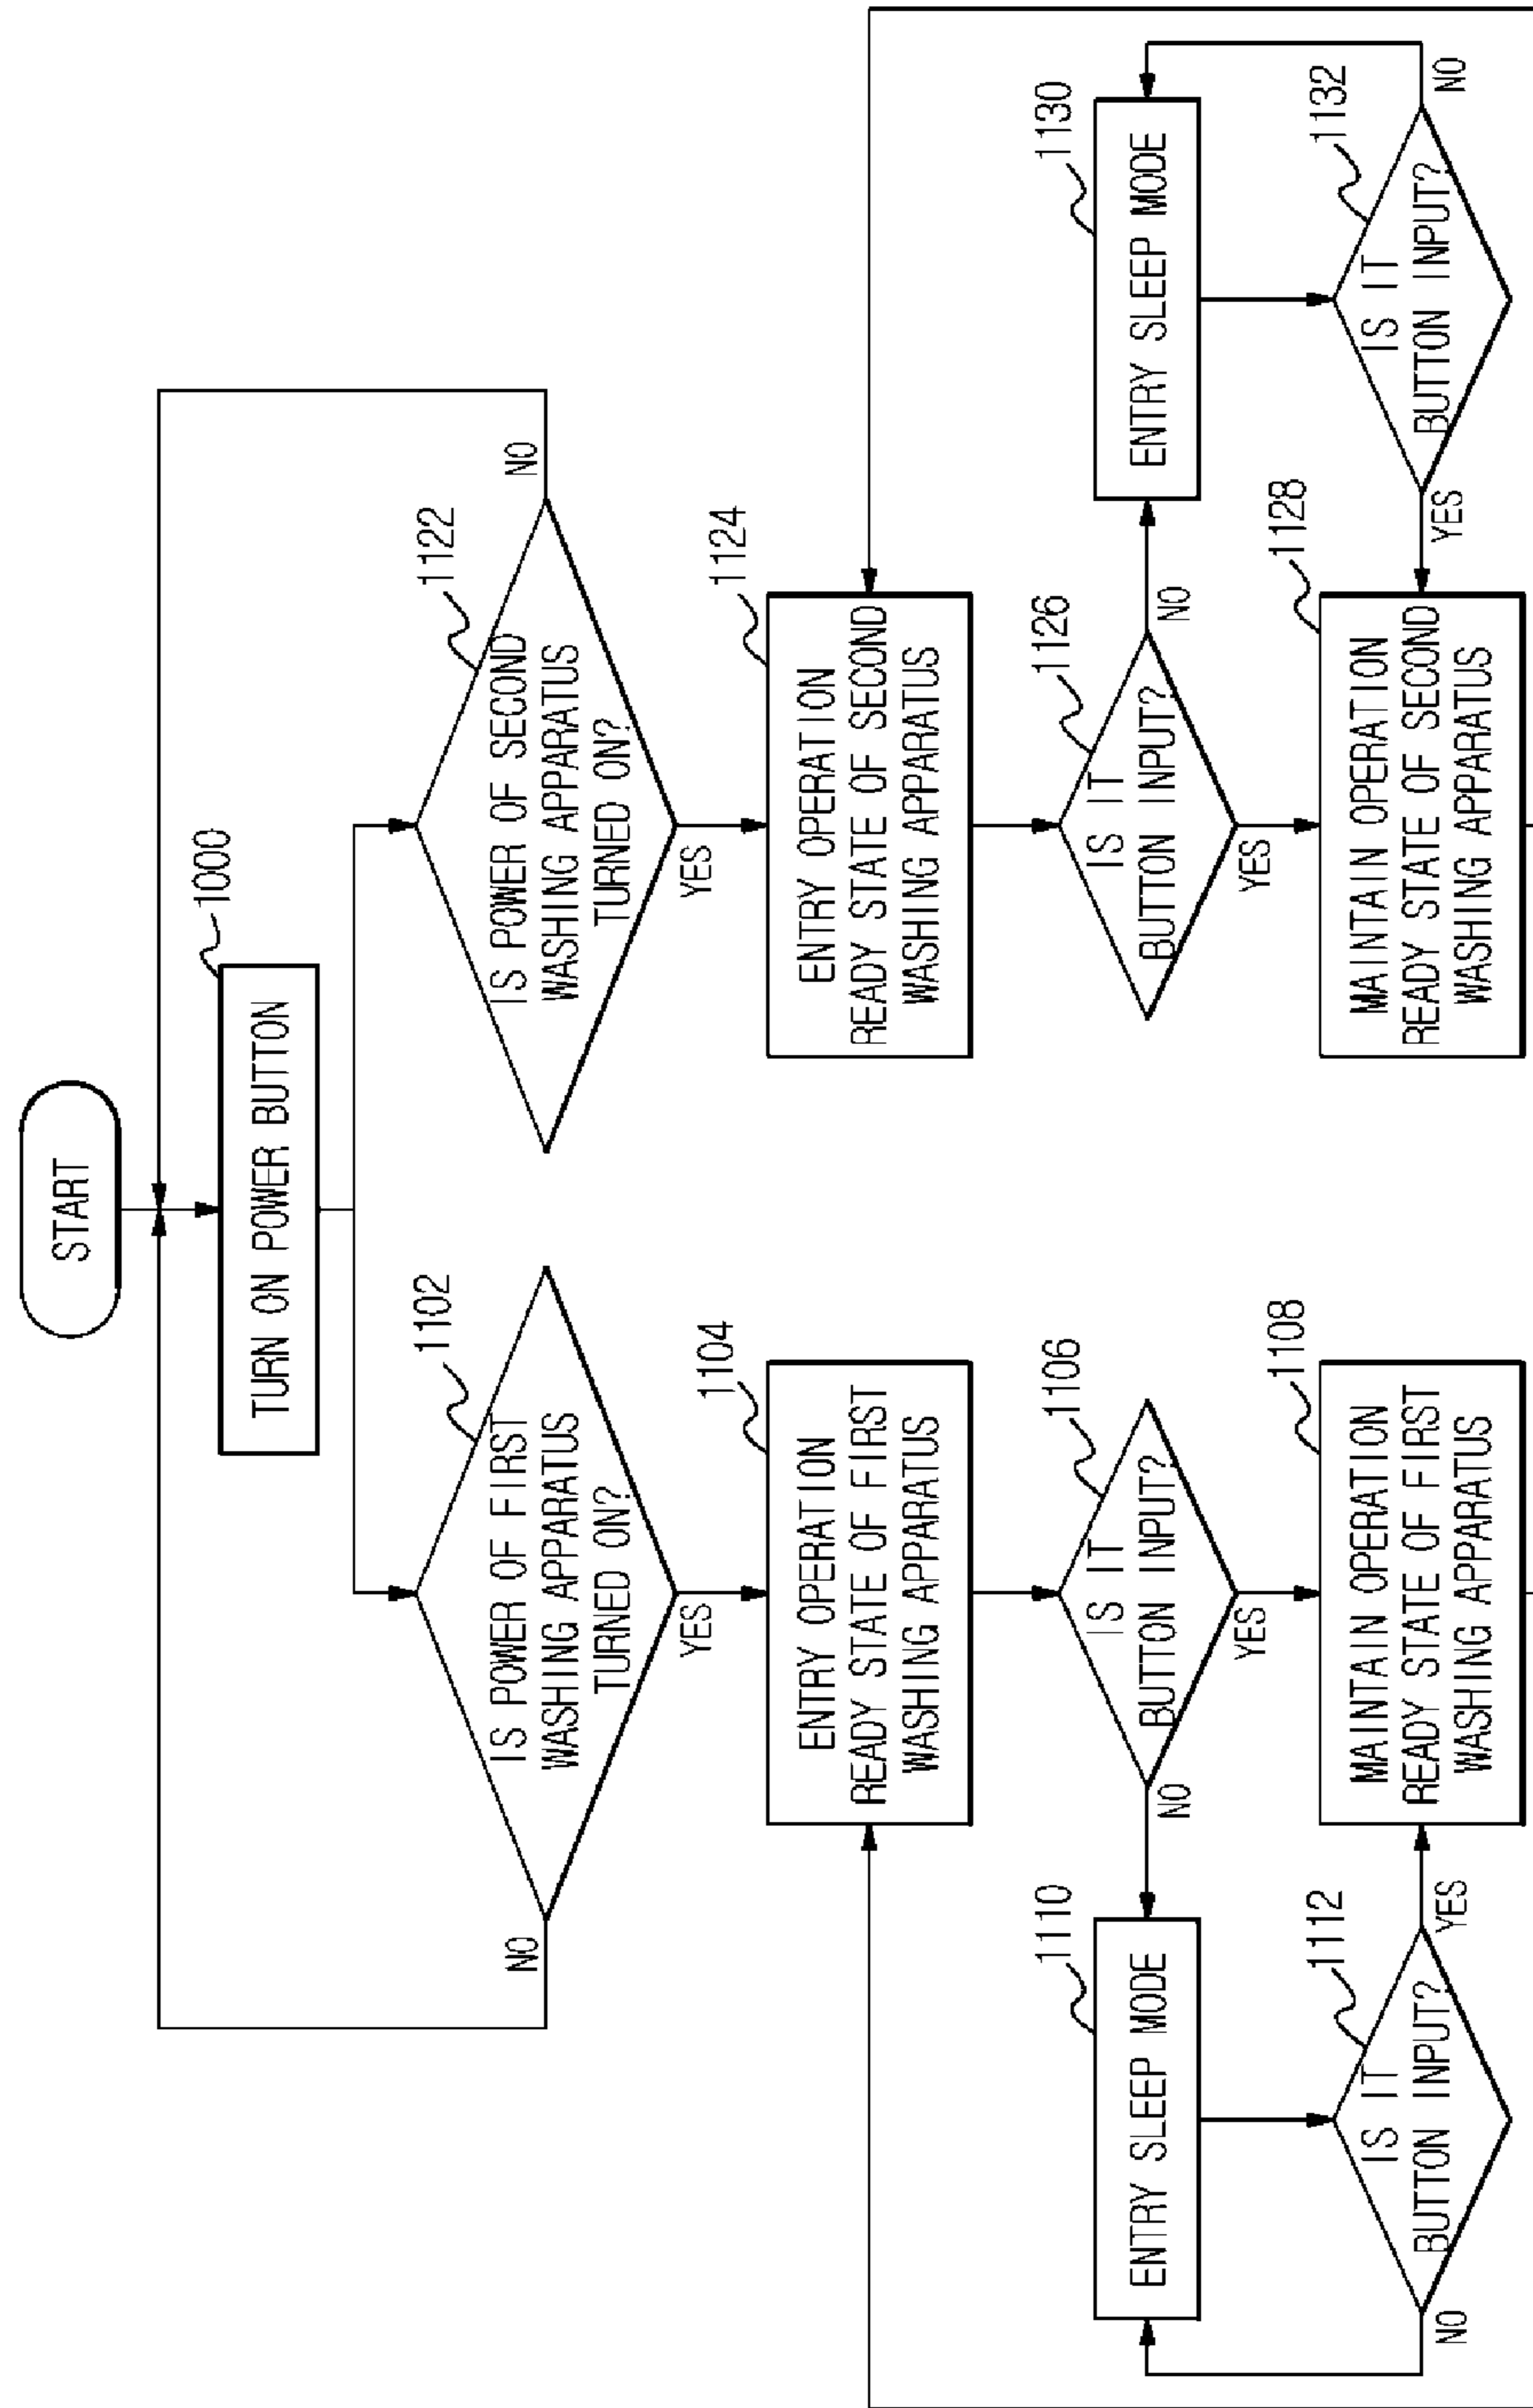 START
1000
TURN ON POWER BUTTON
1102
IS POWER OF FIRST
WASHING APPARATUS
TURNED ON?
NO
YES
1122
IS POWER OF SECOND
WASHING APPARATUS
TURNED ON?
NO
YES
1104
ENTRY OPERATION
READY STATE OF FIRST
WASHING APPARATUS
1124
ENTRY OPERATION
READY STATE OF SECOND
WASHING APPARATUS
1110
ENTRY SLEEP MODE
NO
1106
IS IT
BUTTON INPUT?
YES
1126
IS IT
BUTTON INPUT?
YES
NO
1130
ENTRY SLEEP MODE
1112
IS IT
BUTTON INPUT?
NO
YES
1108
MAINTAIN OPERATION
READY STATE OF FIRST
WASHING APPARATUS
1128
MAINTAIN OPERATION
READY STATE OF SECOND
WASHING APPARATUS
YES
1132
IS IT
BUTTON INPUT?
NO